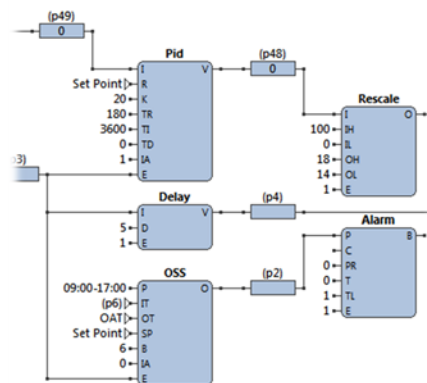 (p49)
0
Pid
I V
Set Point R
20 K
180 TR
3600 TI
0 TD
1 IA
E
(p48)
0
Rescale
I O
100 IH
0 IL
18 OH
14 OL
1 E
p3)
Delay
I V
5 D
1 E
(p4)
Alarm
P B
C
0 PR
0 T
1 TL
1 E
(p2)
OSS
09:00-17:00 P O
(p6) IT
OAT OT
Set Point SP
6 B
0 IA
E